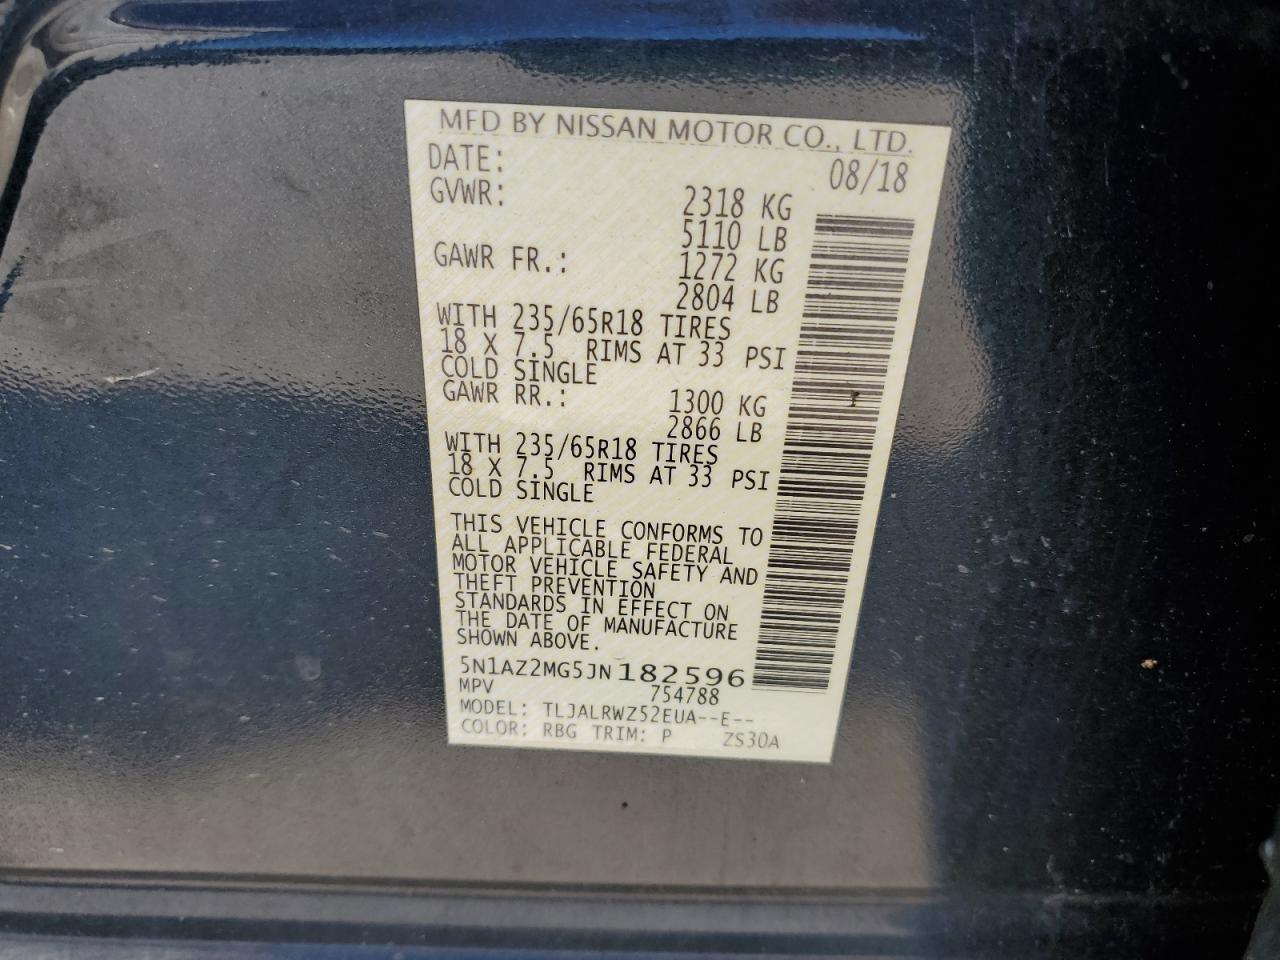 MFD BY NISSAN MOTOR CO., LTD.
DATE: 08/18
GVWR: 2318 KG
5110 LB
GAWR FR.: 1272 KG
2804 LB
WITH 235/65R18 TIRES
18 X 7.5 RIMS AT 33 PSI
COLD SINGLE
GAWR RR.: 1300 KG
2866 LB
WITH 235/65R18 TIRES
18 X 7.5 RIMS AT 33 PSI
COLD SINGLE
THIS VEHICLE CONFORMS TO
ALL APPLICABLE FEDERAL
MOTOR VEHICLE SAFETY AND
THEFT PREVENTION
STANDARDS IN EFFECT ON
THE DATE OF MANUFACTURE
SHOWN ABOVE.
5N1AZ2MG5JN182596
MPV 754788
MODEL: TLJALRWZ52EUA--E--
COLOR: RBG TRIM: P ZS30A